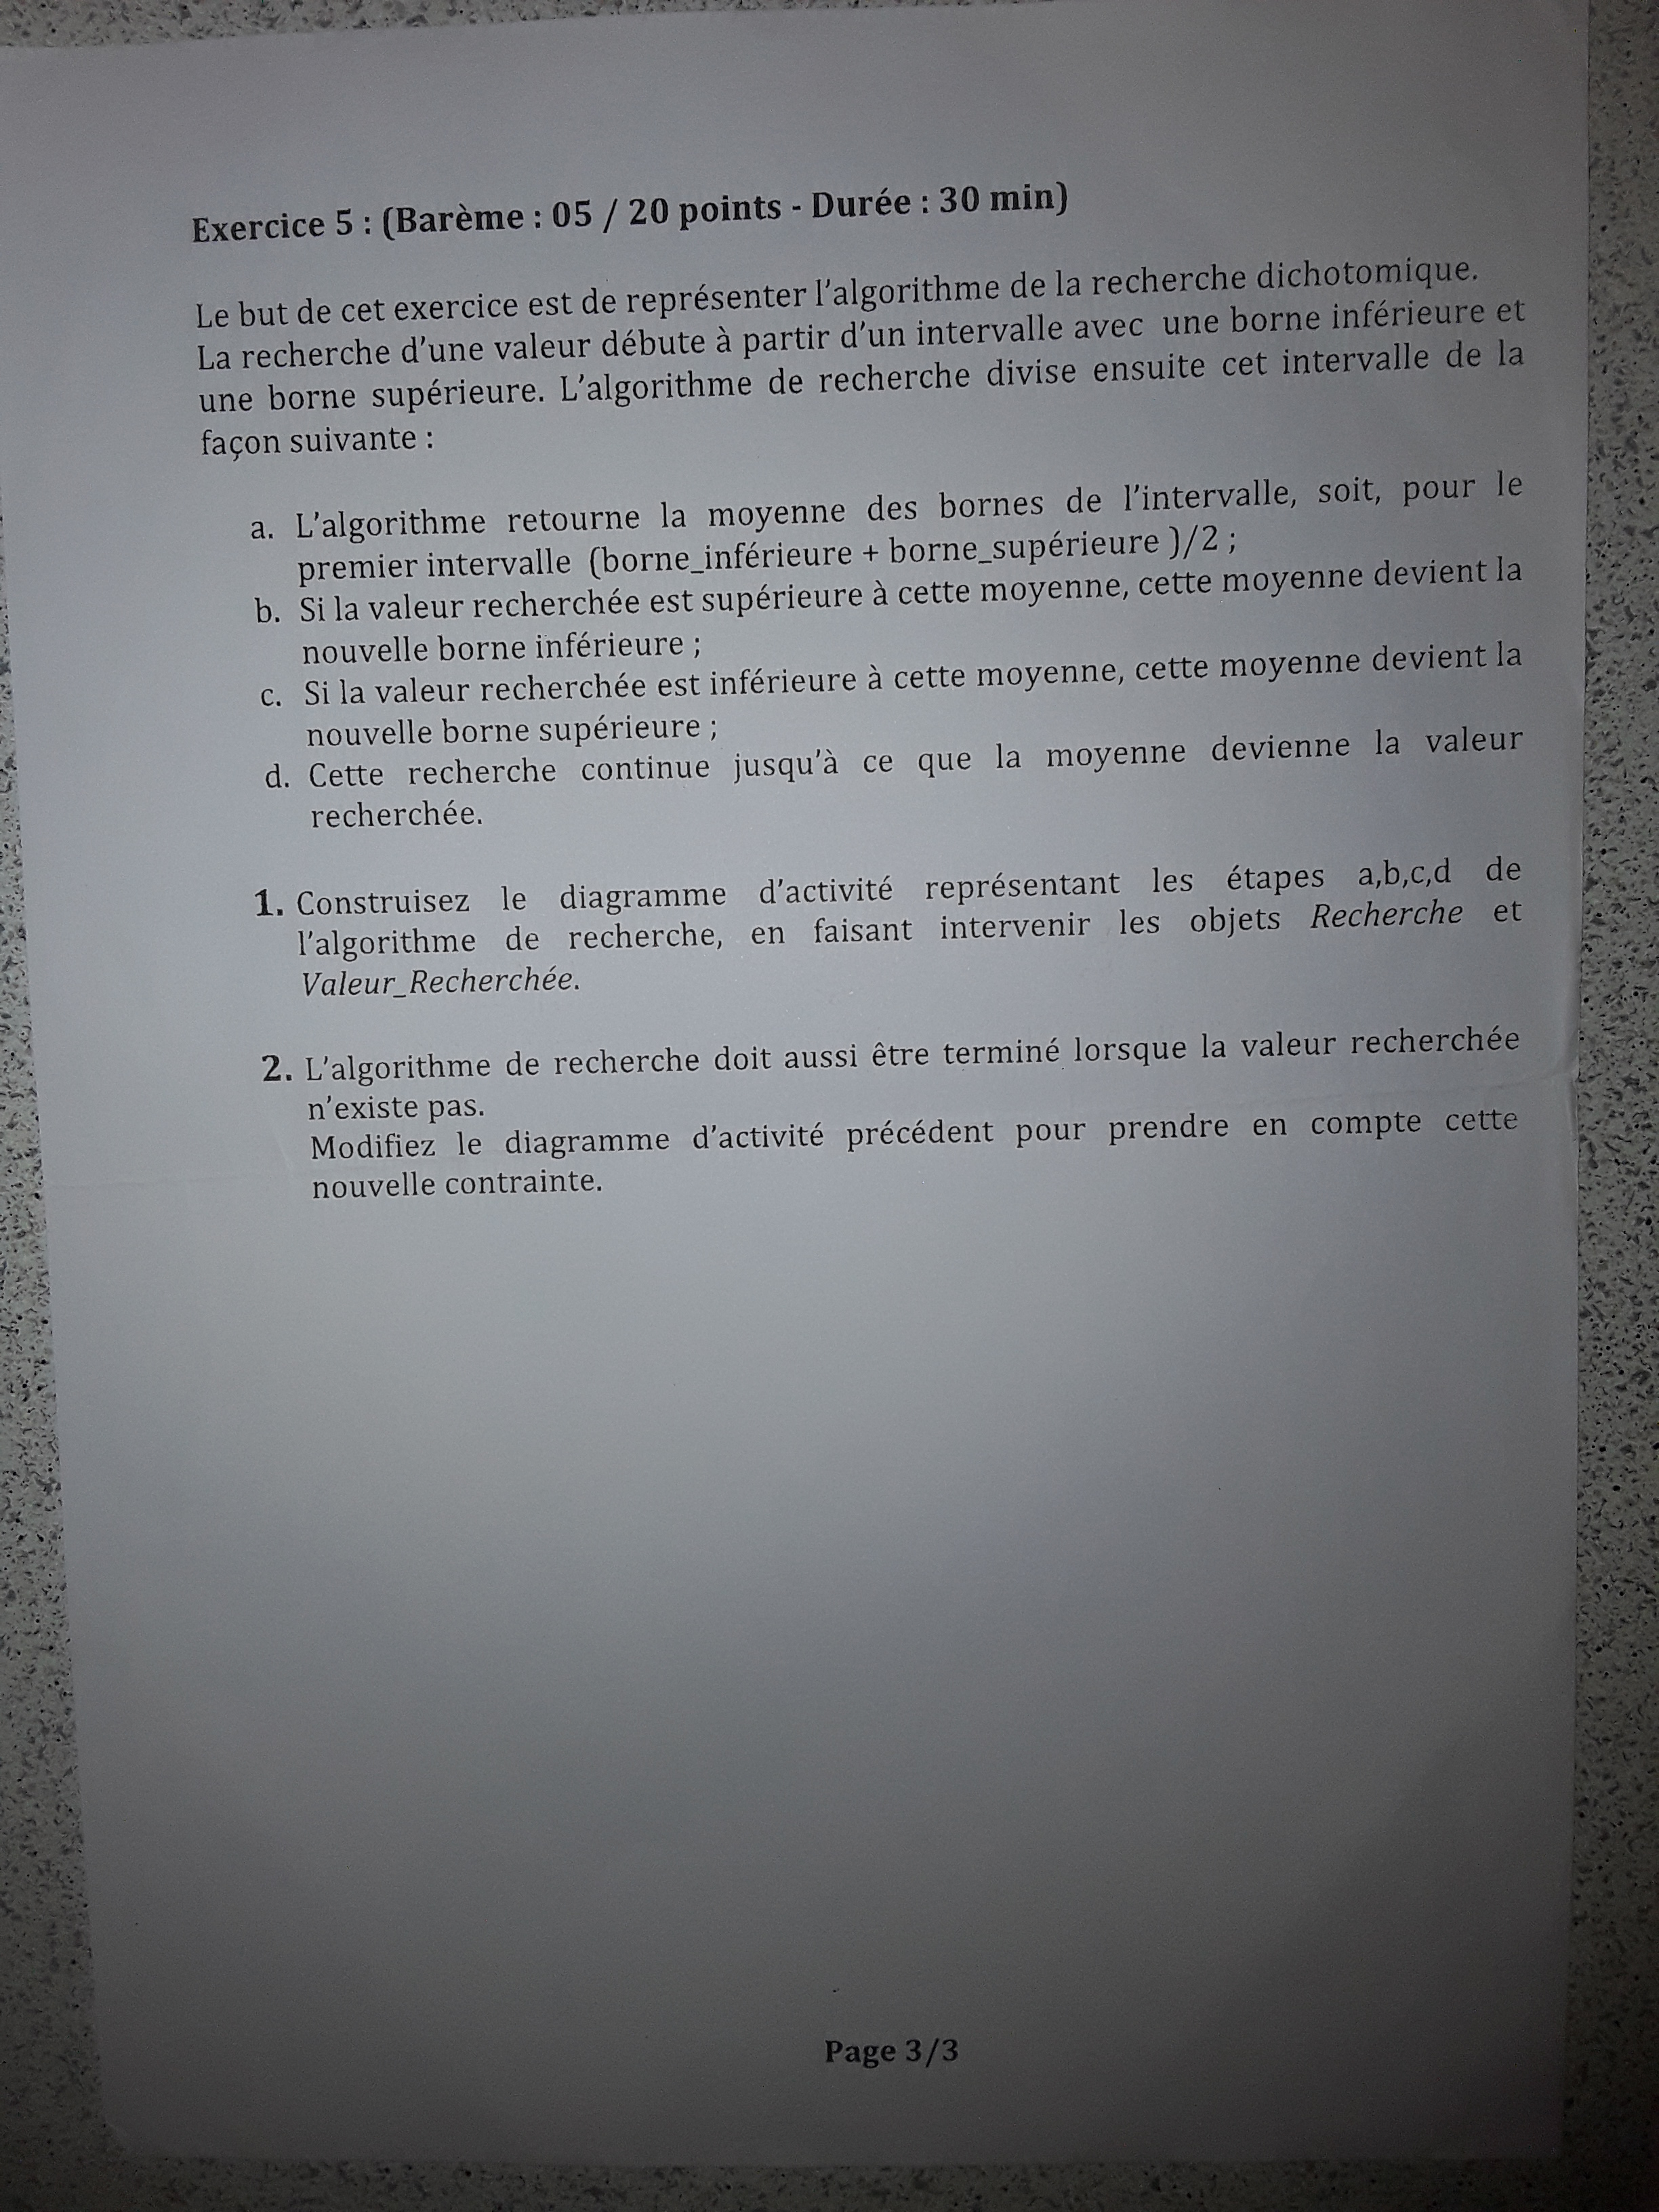 Exercice 5 : (Barème : 05 / 20 points - Durée : 30 min)
Le but de cet exercice est de représenter l'algorithme de la recherche dichotomique.
La recherche d'une valeur débute à partir d'un intervalle avec une borne inférieure et
une borne supérieure. L'algorithme de recherche divise ensuite cet intervalle de la
façon suivante :
a. L'algorithme retourne la moyenne des bornes de l'intervalle, soit, pour le
premier intervalle (borne_inférieure + borne_supérieure )/2 ;
b. Si la valeur recherchée est supérieure à cette moyenne, cette moyenne devient la
nouvelle borne inférieure ;
c. Si la valeur recherchée est inférieure à cette moyenne, cette moyenne devient la
nouvelle borne supérieure ;
d. Cette recherche continue jusqu'à ce que la moyenne devienne la valeur
recherchée.
1. Construisez le diagramme d'activité représentant les étapes a,b,c,d de
l'algorithme de recherche, en faisant intervenir les objets Recherche et
Valeur_Recherchée.
2. L'algorithme de recherche doit aussi être terminé lorsque la valeur recherchée
n'existe pas.
Modifiez le diagramme d'activité précédent pour prendre en compte cette
nouvelle contrainte.
Page 3/3